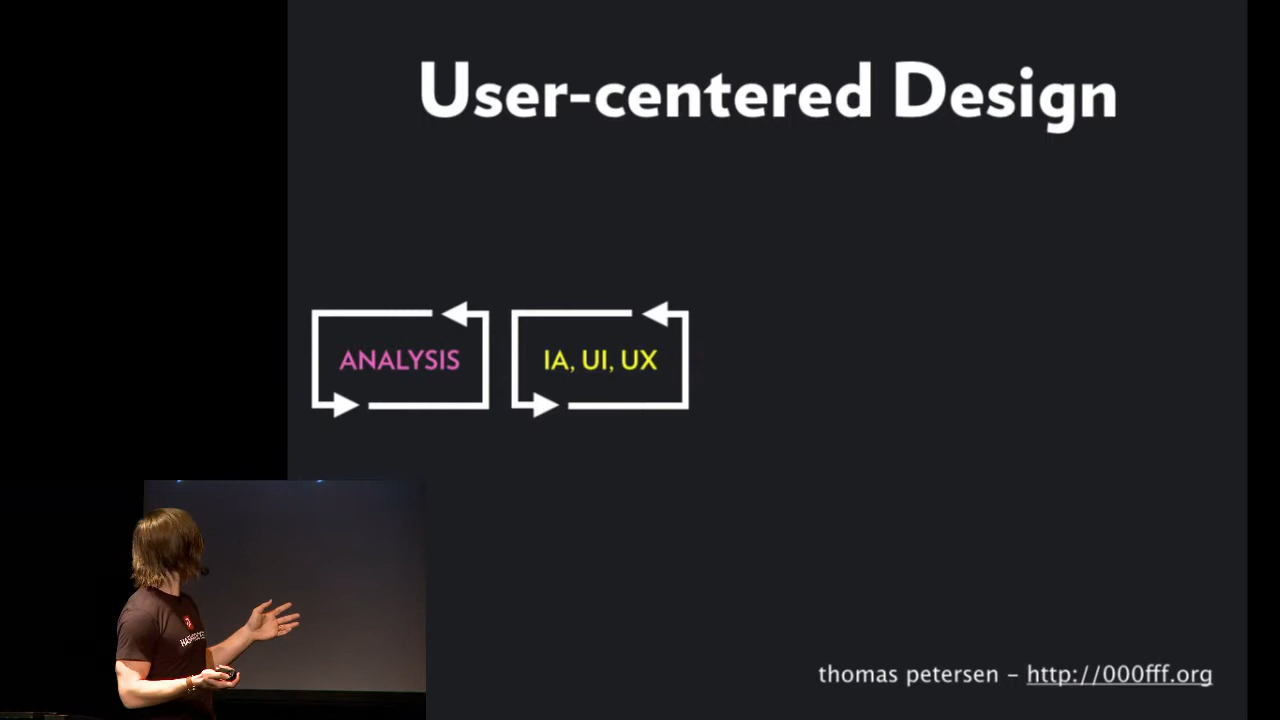 User-centered Design
ANALYSIS
IA, UI, UX
thomas petersen – http://000fff.org